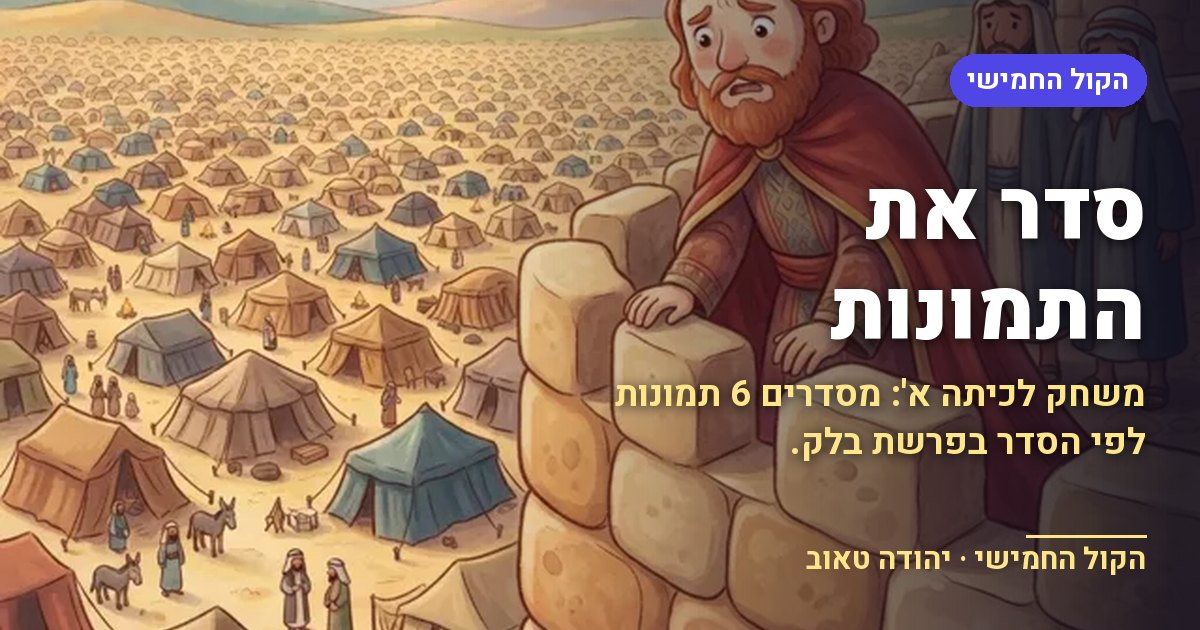 הקול החמישי
סדר את
התמונות
משחק לכיתה א': מסדרים 6 תמונות
לפי הסדר בפרשת בלק.
הקול החמישי · יהודה טאוב